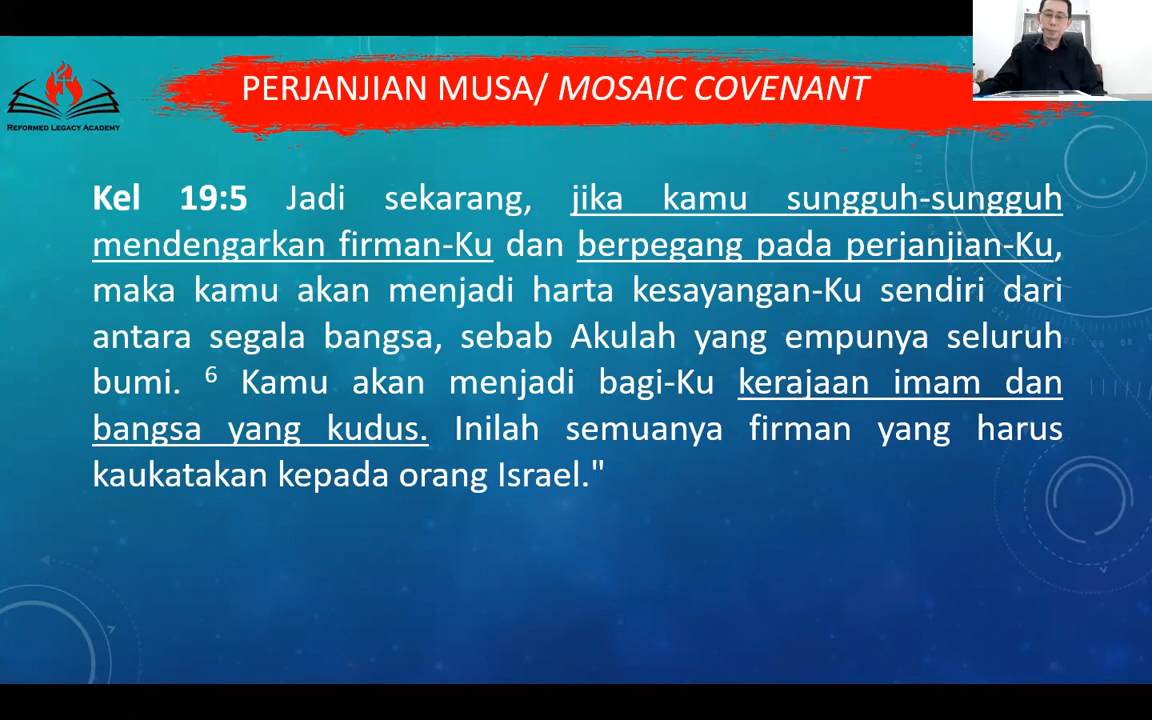 PERJANJIAN MUSA/ MOSAIC COVENANT
REFORMED LEGACY ACADEMY
Kel 19:5 Jadi sekarang, jika kamu sungguh-sungguh
mendengarkan firman-Ku dan berpegang pada perjanjian-Ku,
maka kamu akan menjadi harta kesayangan-Ku sendiri dari
antara segala bangsa, sebab Akulah yang empunya seluruh
bumi. 6 Kamu akan menjadi bagi-Ku kerajaan imam dan
bangsa yang kudus. Inilah semuanya firman yang harus
kaukatakan kepada orang Israel."